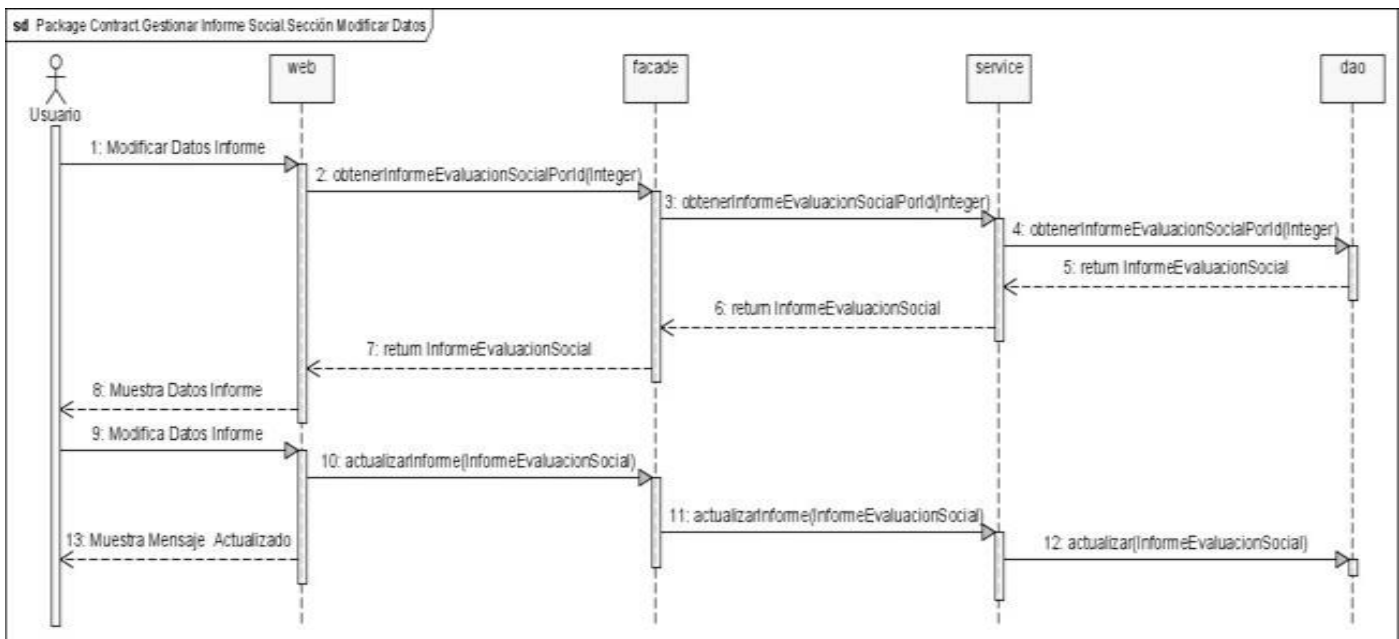 sd Package Contract.Gestionar Informe Social.Sección Modificar Datos
web
facade
service
dao
Usuario
1: Modificar Datos Informe
2: obtenerInformeEvaluacionSocialPorId(Integer)
3: obtenerInformeEvaluacionSocialPorId(Integer)
4: obtenerInformeEvaluacionSocialPorId(Integer)
5: return InformeEvaluacionSocial
6: return InformeEvaluacionSocial
7: return InformeEvaluacionSocial
8: Muestra Datos Informe
9: Modifica Datos Informe
10: actualizarInforme(InformeEvaluacionSocial)
11: actualizarInforme(InformeEvaluacionSocial)
12: actualizar(InformeEvaluacionSocial)
13: Muestra Mensaje Actualizado